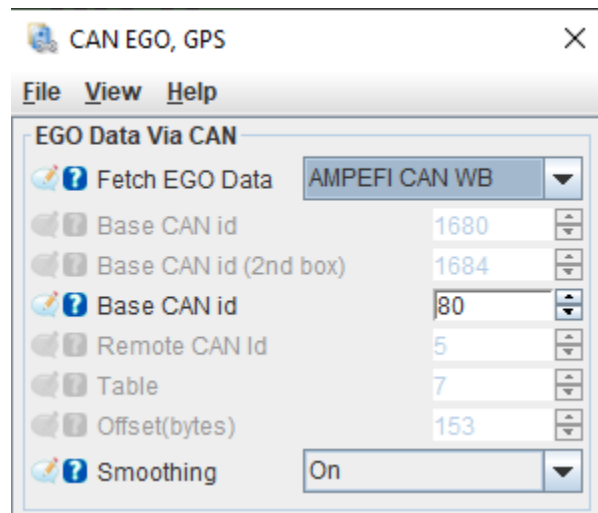 CAN EGO, GPS
File View Help
EGO Data Via CAN
Fetch EGO Data AMPEFI CAN WB
Base CAN id 1680
Base CAN id (2nd box) 1684
Base CAN id 80
Remote CAN Id 5
Table 7
Offset(bytes) 153
Smoothing On